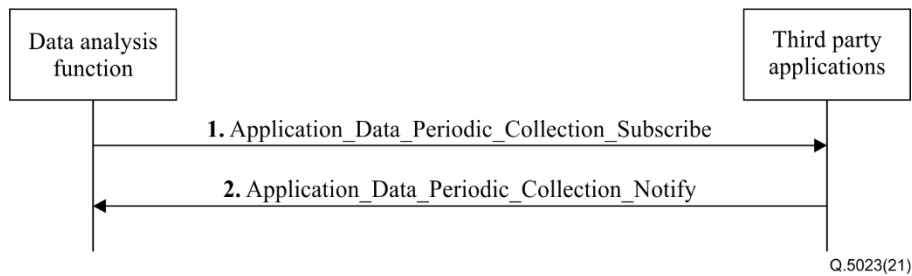 Data analysis
function
Third party
applications
1. Application_Data_Periodic_Collection_Subscribe
2. Application_Data_Periodic_Collection_Notify
Q.5023(21)